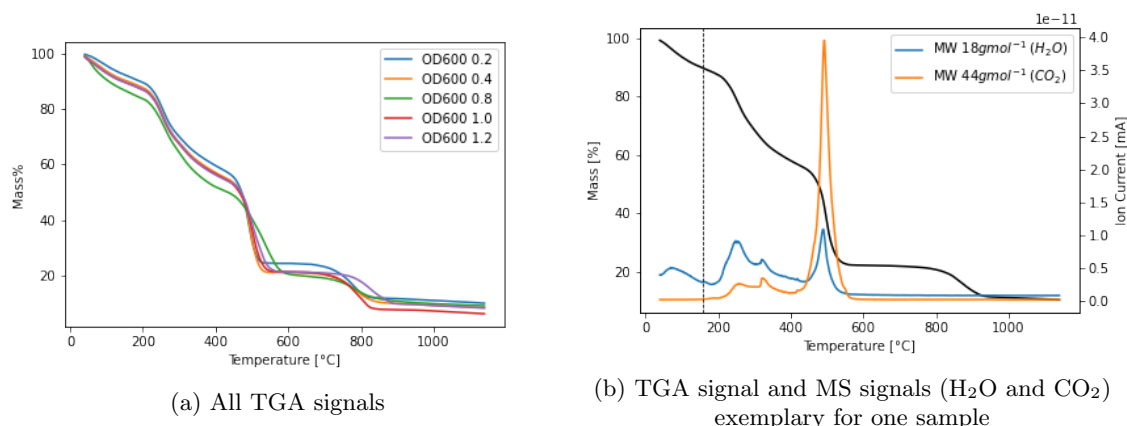 100
80
60
40
20
Mass%
0
200
400
600
800
1000
Temperature [°C]
OD600 0.2
OD600 0.4
OD600 0.8
OD600 1.0
OD600 1.2
(a) All TGA signals
1e−11
100
80
60
40
20
Mass [%]
0
200
400
600
800
1000
Temperature [°C]
4.0
3.5
3.0
2.5
2.0
1.5
1.0
0.5
0.0
Ion Current [mA]
MW 18gmol⁻¹ (H₂O)
MW 44gmol⁻¹ (CO₂)
(b) TGA signal and MS signals (H₂O and CO₂)
exemplary for one sample